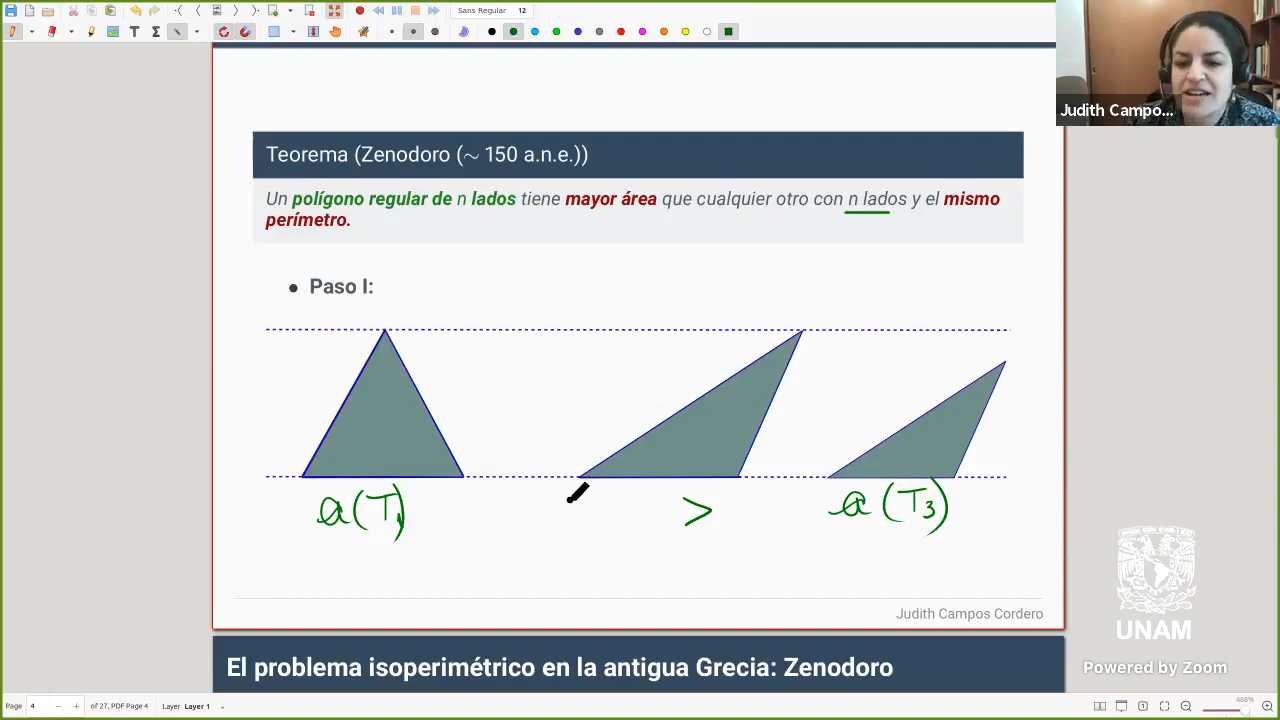 Sans Regular 12
Judith Campo...
Teorema (Zenodoro (∼ 150 a.n.e.))
Un polígono regular de n lados tiene mayor área que cualquier otro con n lados y el mismo
perímetro.
• Paso I:
a(T1) > a(T3)
Judith Campos Cordero
UNAM
El problema isoperimétrico en la antigua Grecia: Zenodoro
Powered by Zoom
Page 4 of 27, PDF Page 4 Layer Layer 1
468%